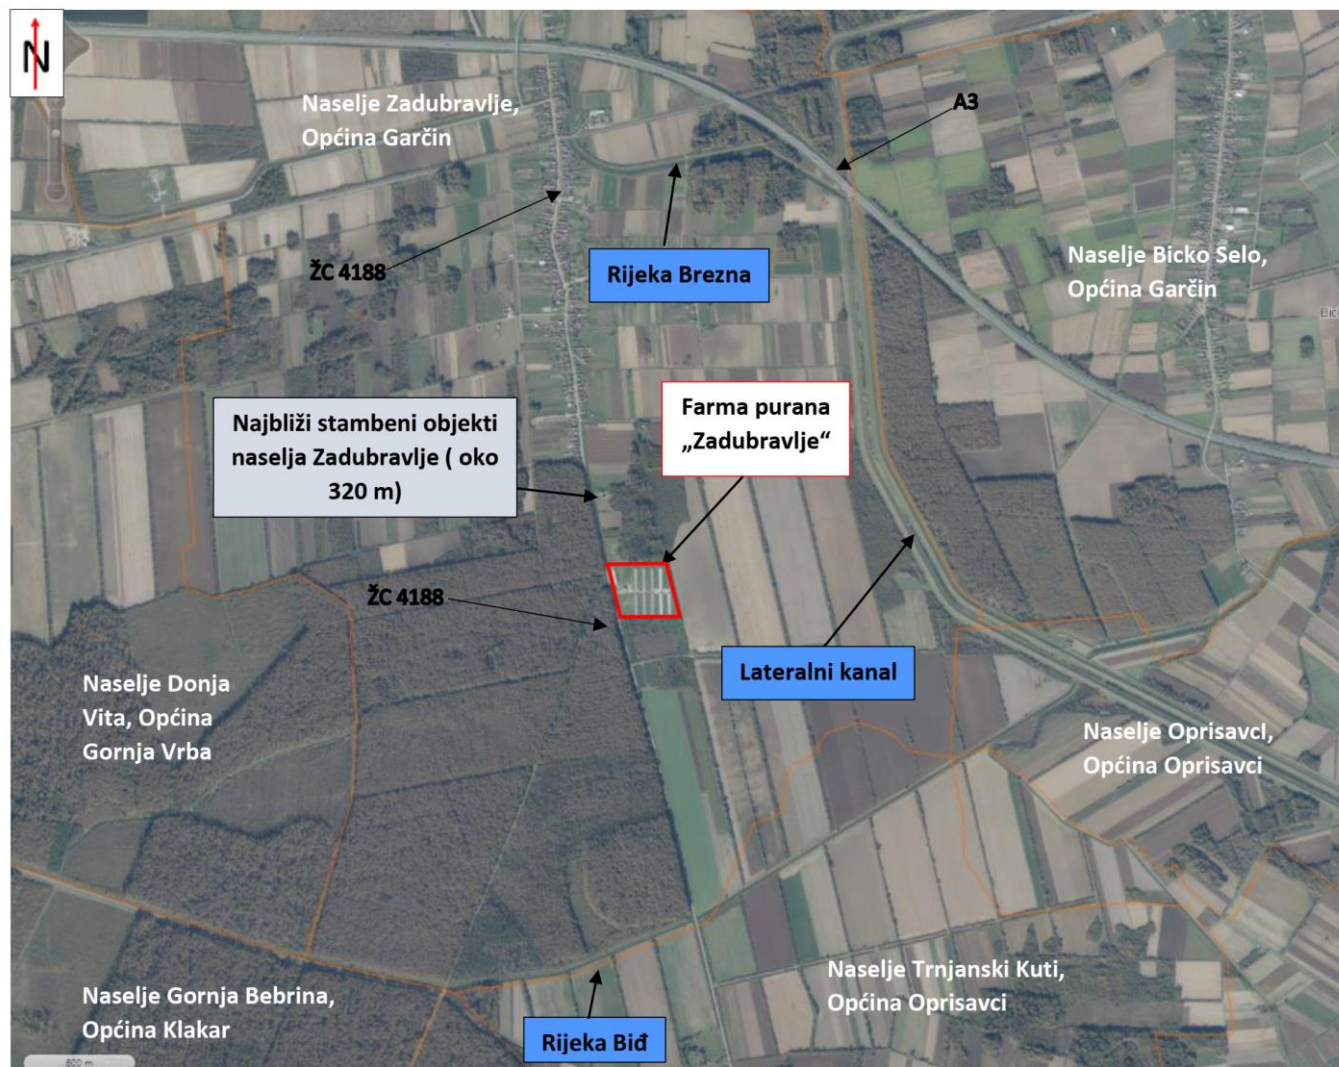 N
Naselje Zadubravlje,
Općina Garčin
A3
ŽC 4188
Rijeka Brezna
Naselje Bicko Selo,
Općina Garčin
Najbliži stambeni objekti
naselja Zadubravlje ( oko
320 m)
Farma purana
„Zadubravlje“
ŽC 4188
Lateralni kanal
Naselje Donja
Vita, Općina
Gornja Vrba
Naselje OprisavcI,
Općina Oprisavci
Naselje Trnjanski Kuti,
Općina Oprisavci
Naselje Gornja Bebrina,
Općina Klakar
Rijeka Biđ
500 m